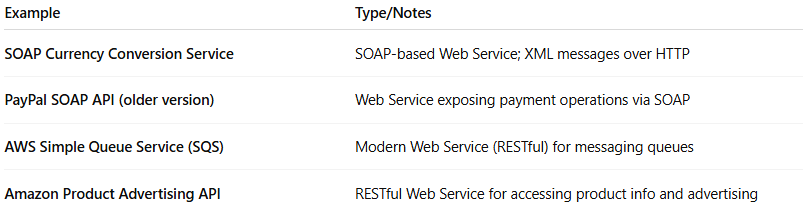 Example Type/Notes
SOAP Currency Conversion Service SOAP-based Web Service; XML messages over HTTP
PayPal SOAP API (older version) Web Service exposing payment operations via SOAP
AWS Simple Queue Service (SQS) Modern Web Service (RESTful) for messaging queues
Amazon Product Advertising API RESTful Web Service for accessing product info and advertising